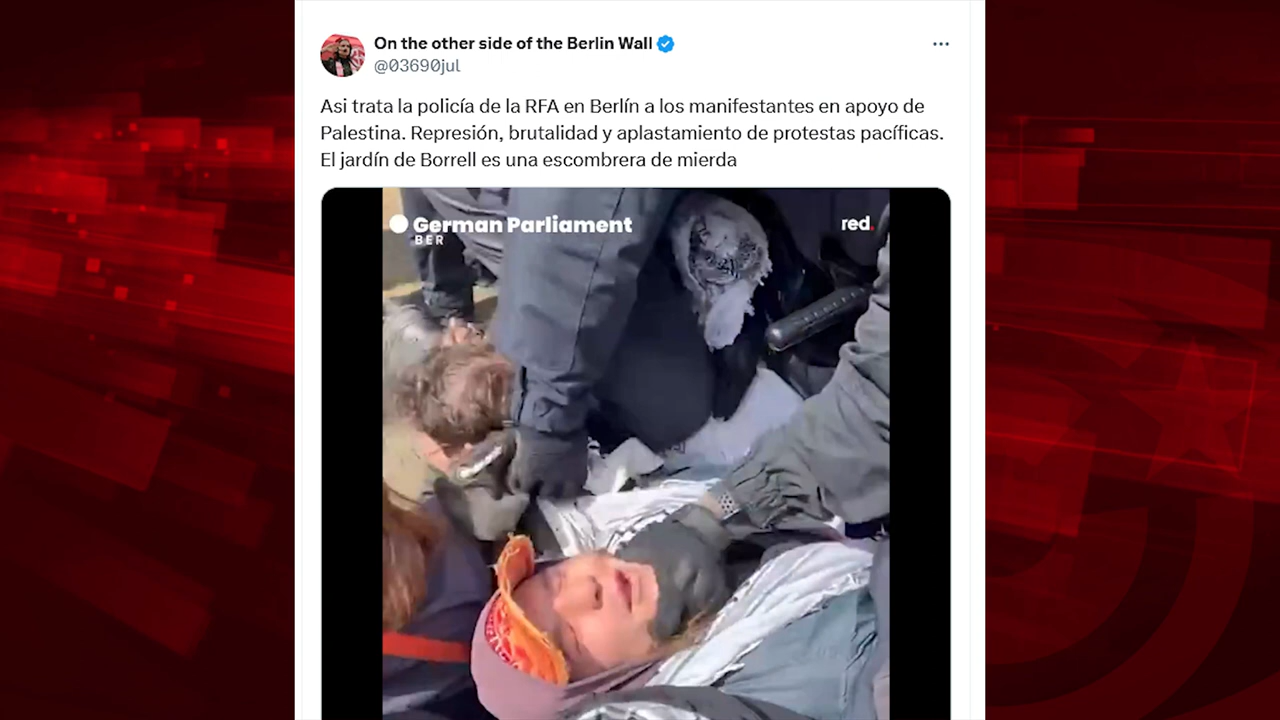 On the other side of the Berlin Wall
@03690jul
Asi trata la policía de la RFA en Berlín a los manifestantes en apoyo de
Palestina. Represión, brutalidad y aplastamiento de protestas pacíficas.
El jardín de Borrell es una escombrera de mierda
German Parliament
BER
red.